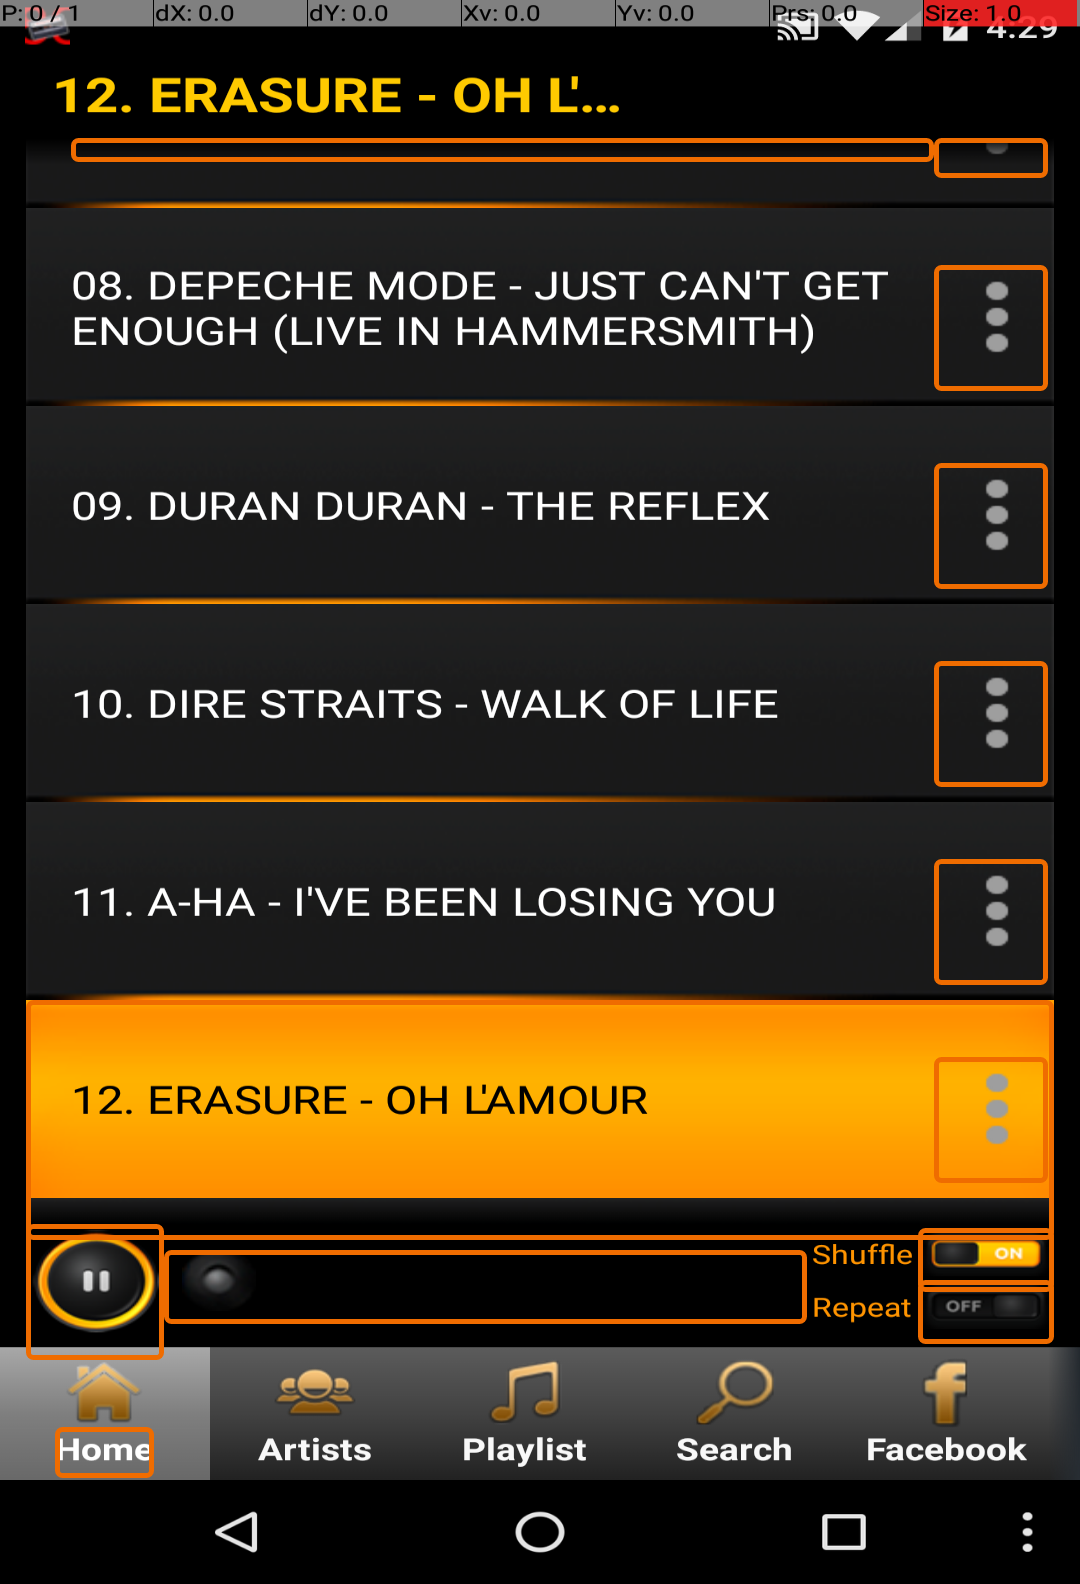 P: 0 / 1 dX: 0.0 dY: 0.0 Xv: 0.0 Yv: 0.0 Prs: 0.0 Size: 1.0
4:29
12. ERASURE - OH L'...
08. DEPECHE MODE - JUST CAN'T GET
ENOUGH (LIVE IN HAMMERSMITH)
09. DURAN DURAN - THE REFLEX
10. DIRE STRAITS - WALK OF LIFE
11. A-HA - I'VE BEEN LOSING YOU
12. ERASURE - OH L'AMOUR
Shuffle ON
Repeat OFF
Home Artists Playlist Search Facebook